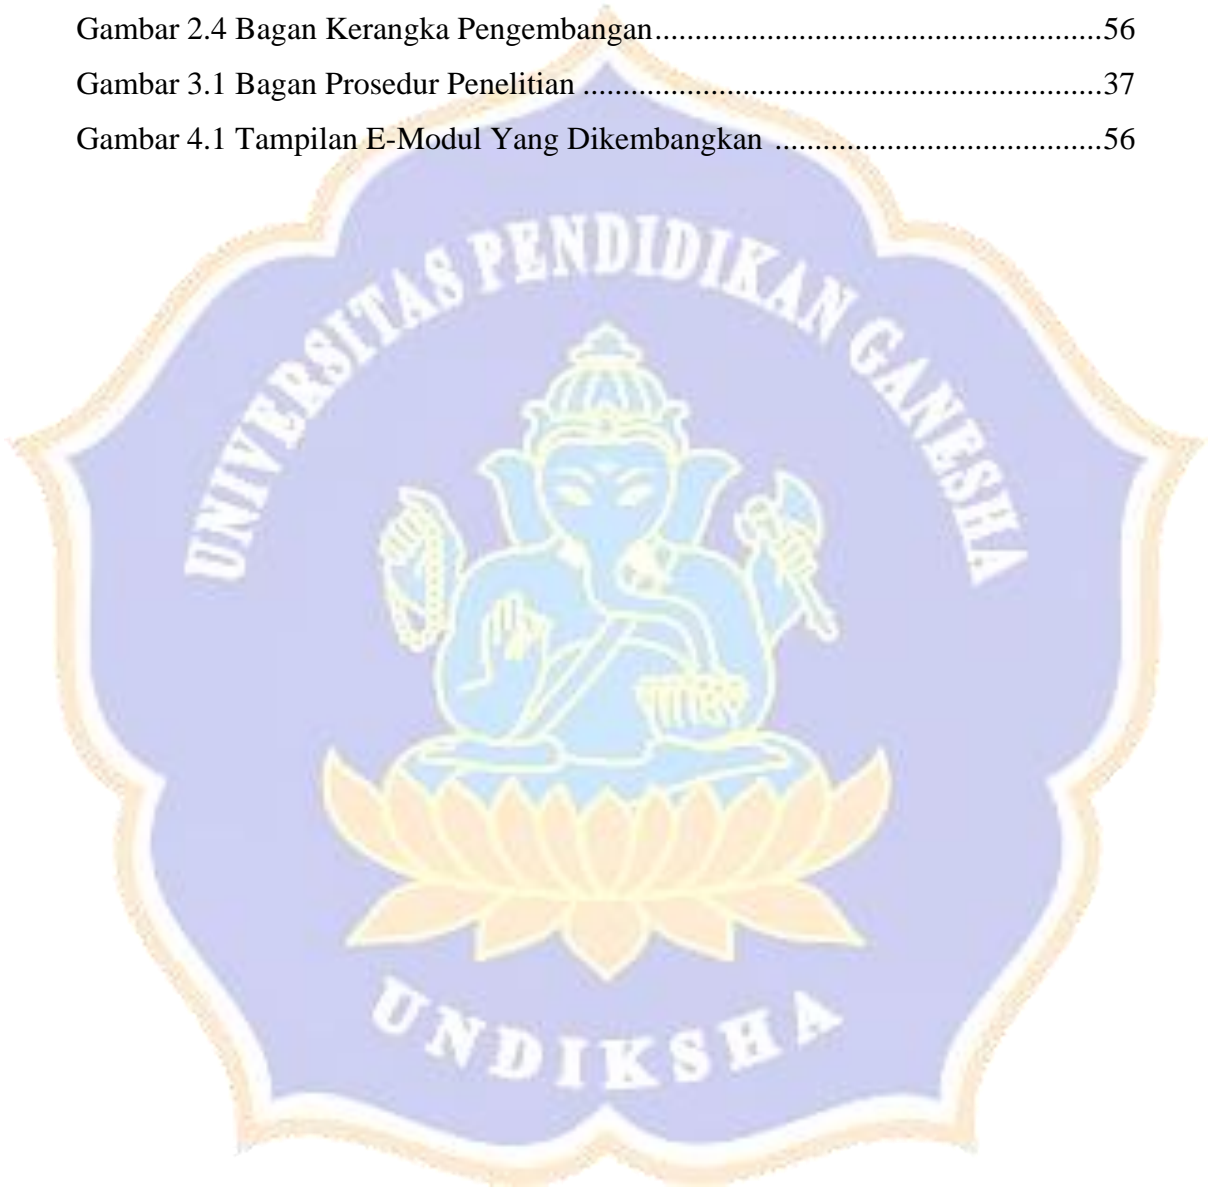 Gambar 2.4 Bagan Kerangka Pengembangan........................................................56
Gambar 3.1 Bagan Prosedur Penelitian .................................................................37
Gambar 4.1 Tampilan E-Modul Yang Dikembangkan .........................................56
UNIVERSITAS PENDIDIKAN GANESHA
UNDIKSHA